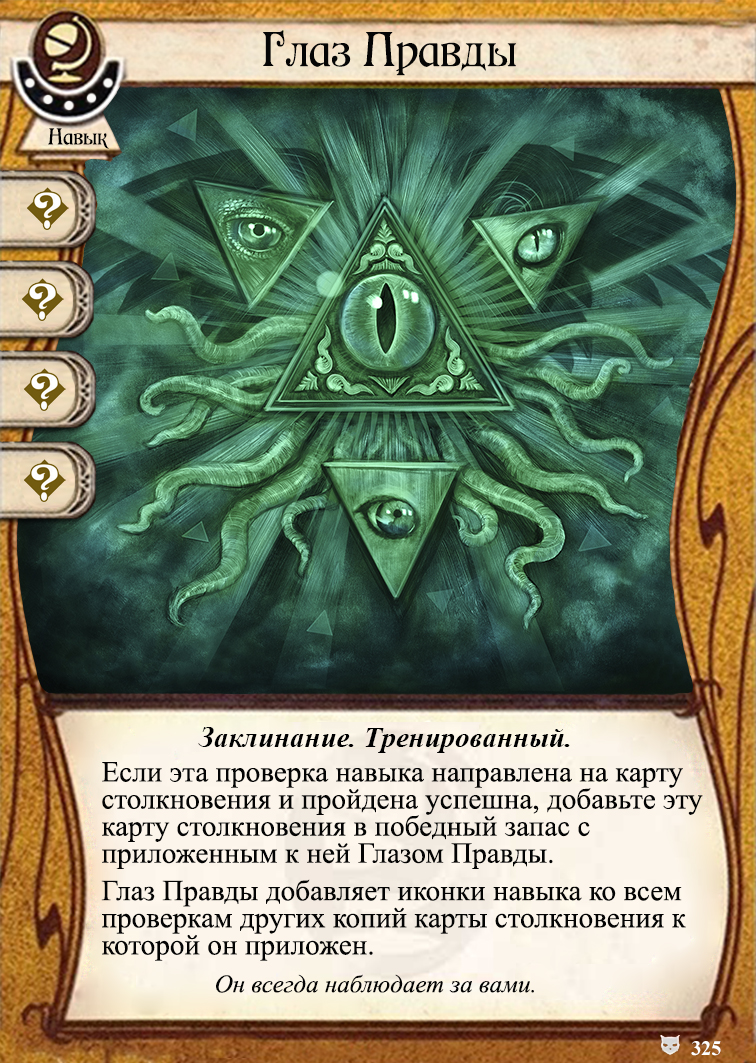 Глаз Правды
Навык
?
?
?
?
Заклинание. Тренированный.
Если эта проверка навыка направлена на карту
столкновения и пройдена успешна, добавьте эту
карту столкновения в победный запас с
приложенным к ней Глазом Правды.
Глаз Правды добавляет иконки навыка ко всем
проверкам других копий карты столкновения к
которой он приложен.
Он всегда наблюдает за вами.
325